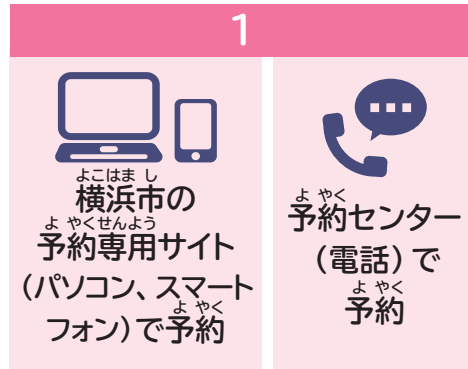 1
よこはま し
横浜市の
よ やくせんよう
予約専用サイト
（パソコン、スマート
よ やく
フォン）で予約
よ やく
予約センター
（電話）で
よ やく
予約